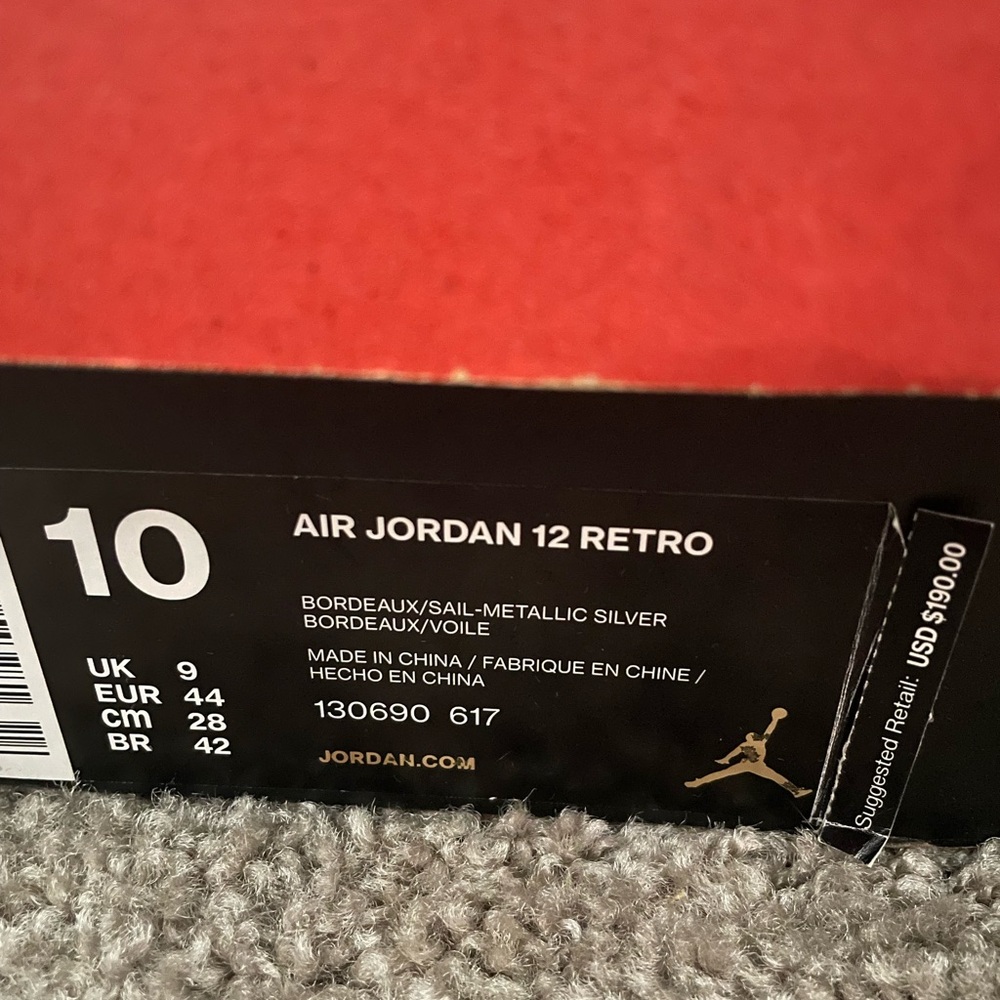 10
UK 9
EUR 44
cm 28
BR 42
AIR JORDAN 12 RETRO
BORDEAUX/SAIL-METALLIC SILVER
BORDEAUX/VOILE
MADE IN CHINA / FABRIQUE EN CHINE /
HECHO EN CHINA
130690 617
JORDAN.COM
Suggested Retail: USD $190.00